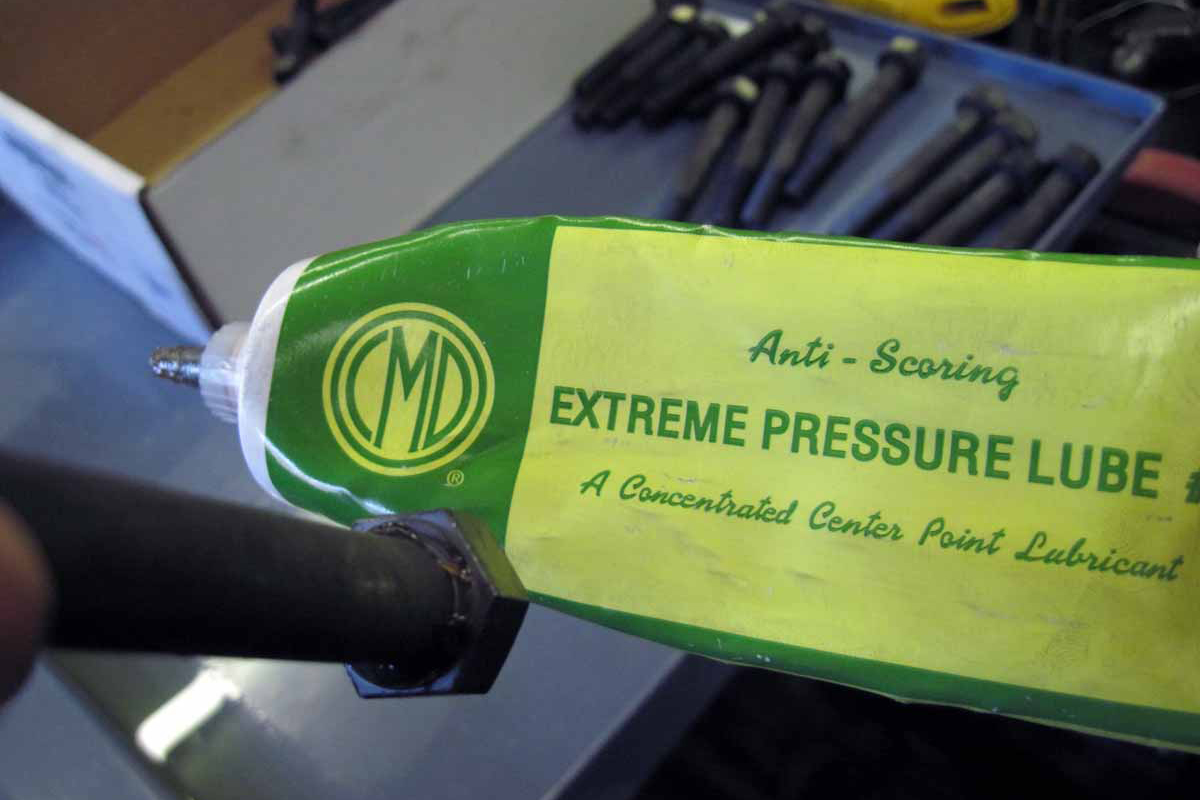 CMD
®
Anti - Scoring
EXTREME PRESSURE LUBE
A Concentrated Center Point Lubricant